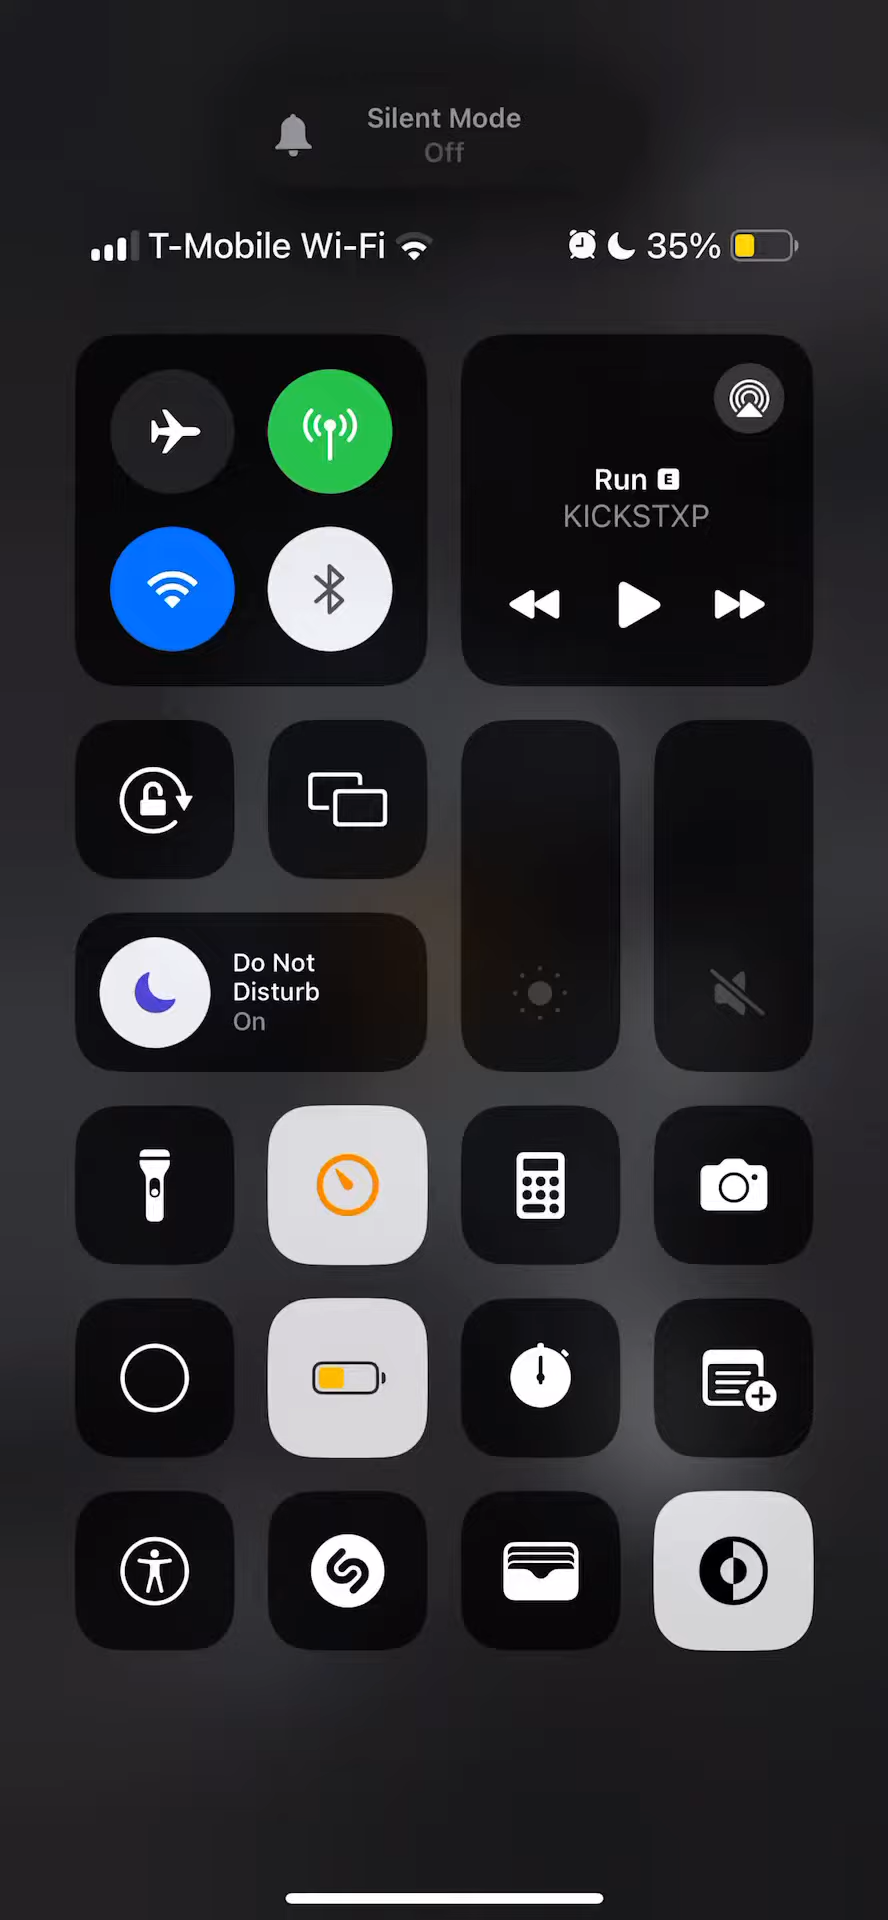 Silent Mode
Off
T-Mobile Wi-Fi 35%
Run E
KICKSTXP
Do Not
Disturb
On